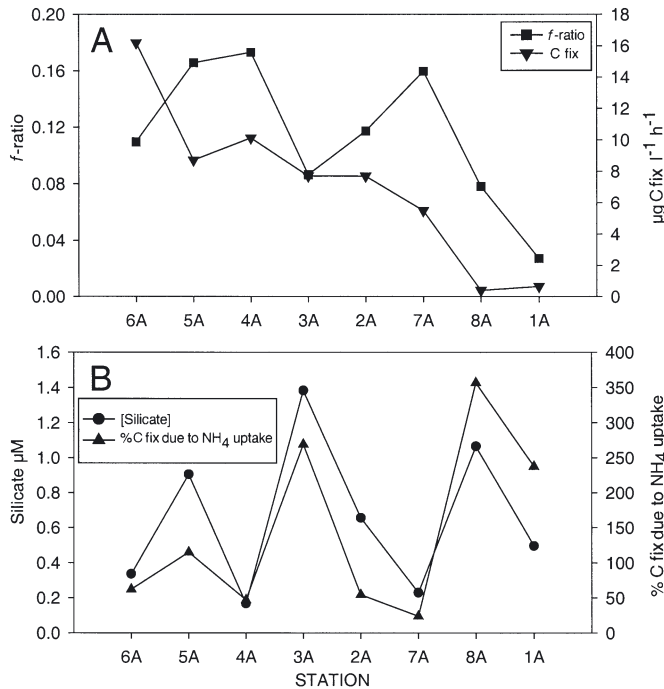 A
f-ratio
C fix
0.20
0.16
0.12
0.08
0.04
0.00
f-ratio
18
16
14
12
10
8
6
4
2
0
µg C fix l⁻¹ h⁻¹
6A 5A 4A 3A 2A 7A 8A 1A
B
[Silicate]
%C fix due to NH4 uptake
1.6
1.4
1.2
1.0
0.8
0.6
0.4
0.2
0.0
Silicate µM
400
350
300
250
200
150
100
50
0
% C fix due to NH4 uptake
6A 5A 4A 3A 2A 7A 8A 1A
STATION